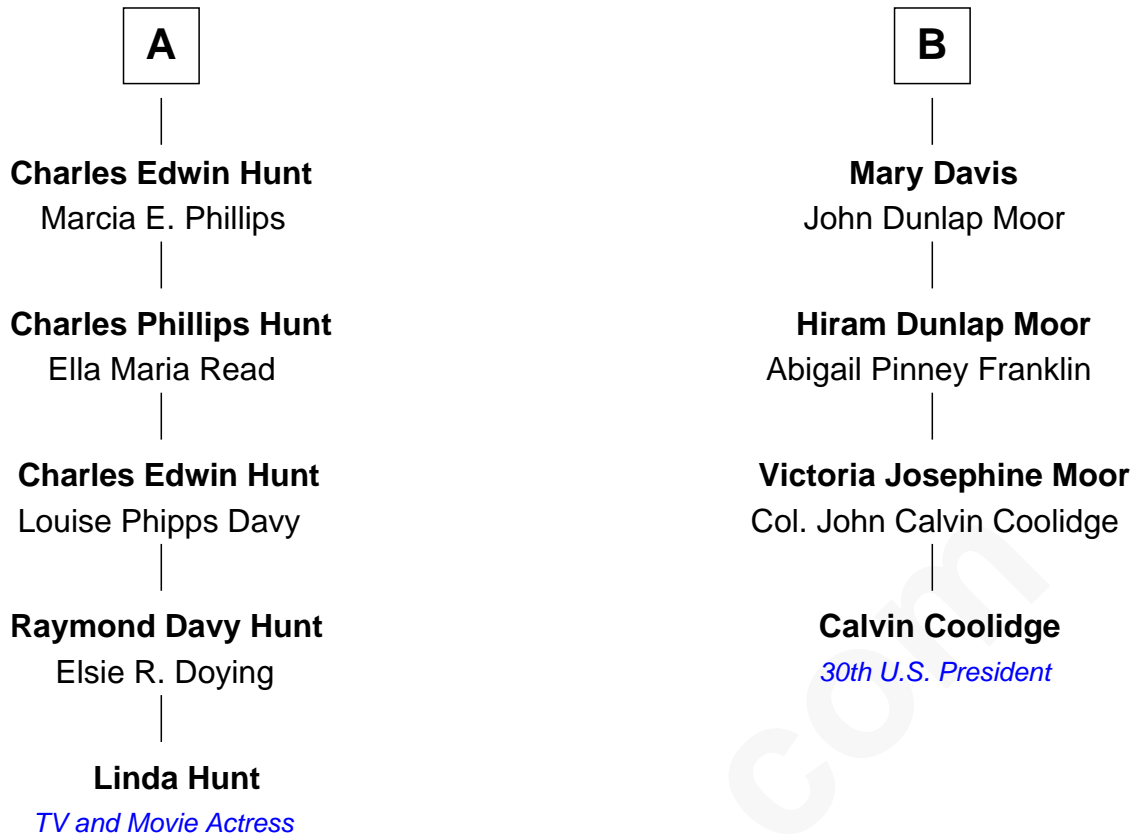 A
Charles Edwin Hunt
Marcia E. Phillips
Charles Phillips Hunt
Ella Maria Read
Charles Edwin Hunt
Louise Phipps Davy
Raymond Davy Hunt
Elsie R. Doying
Linda Hunt
TV and Movie Actress
B
Mary Davis
John Dunlap Moor
Hiram Dunlap Moor
Abigail Pinney Franklin
Victoria Josephine Moor
Col. John Calvin Coolidge
Calvin Coolidge
30th U.S. President
com